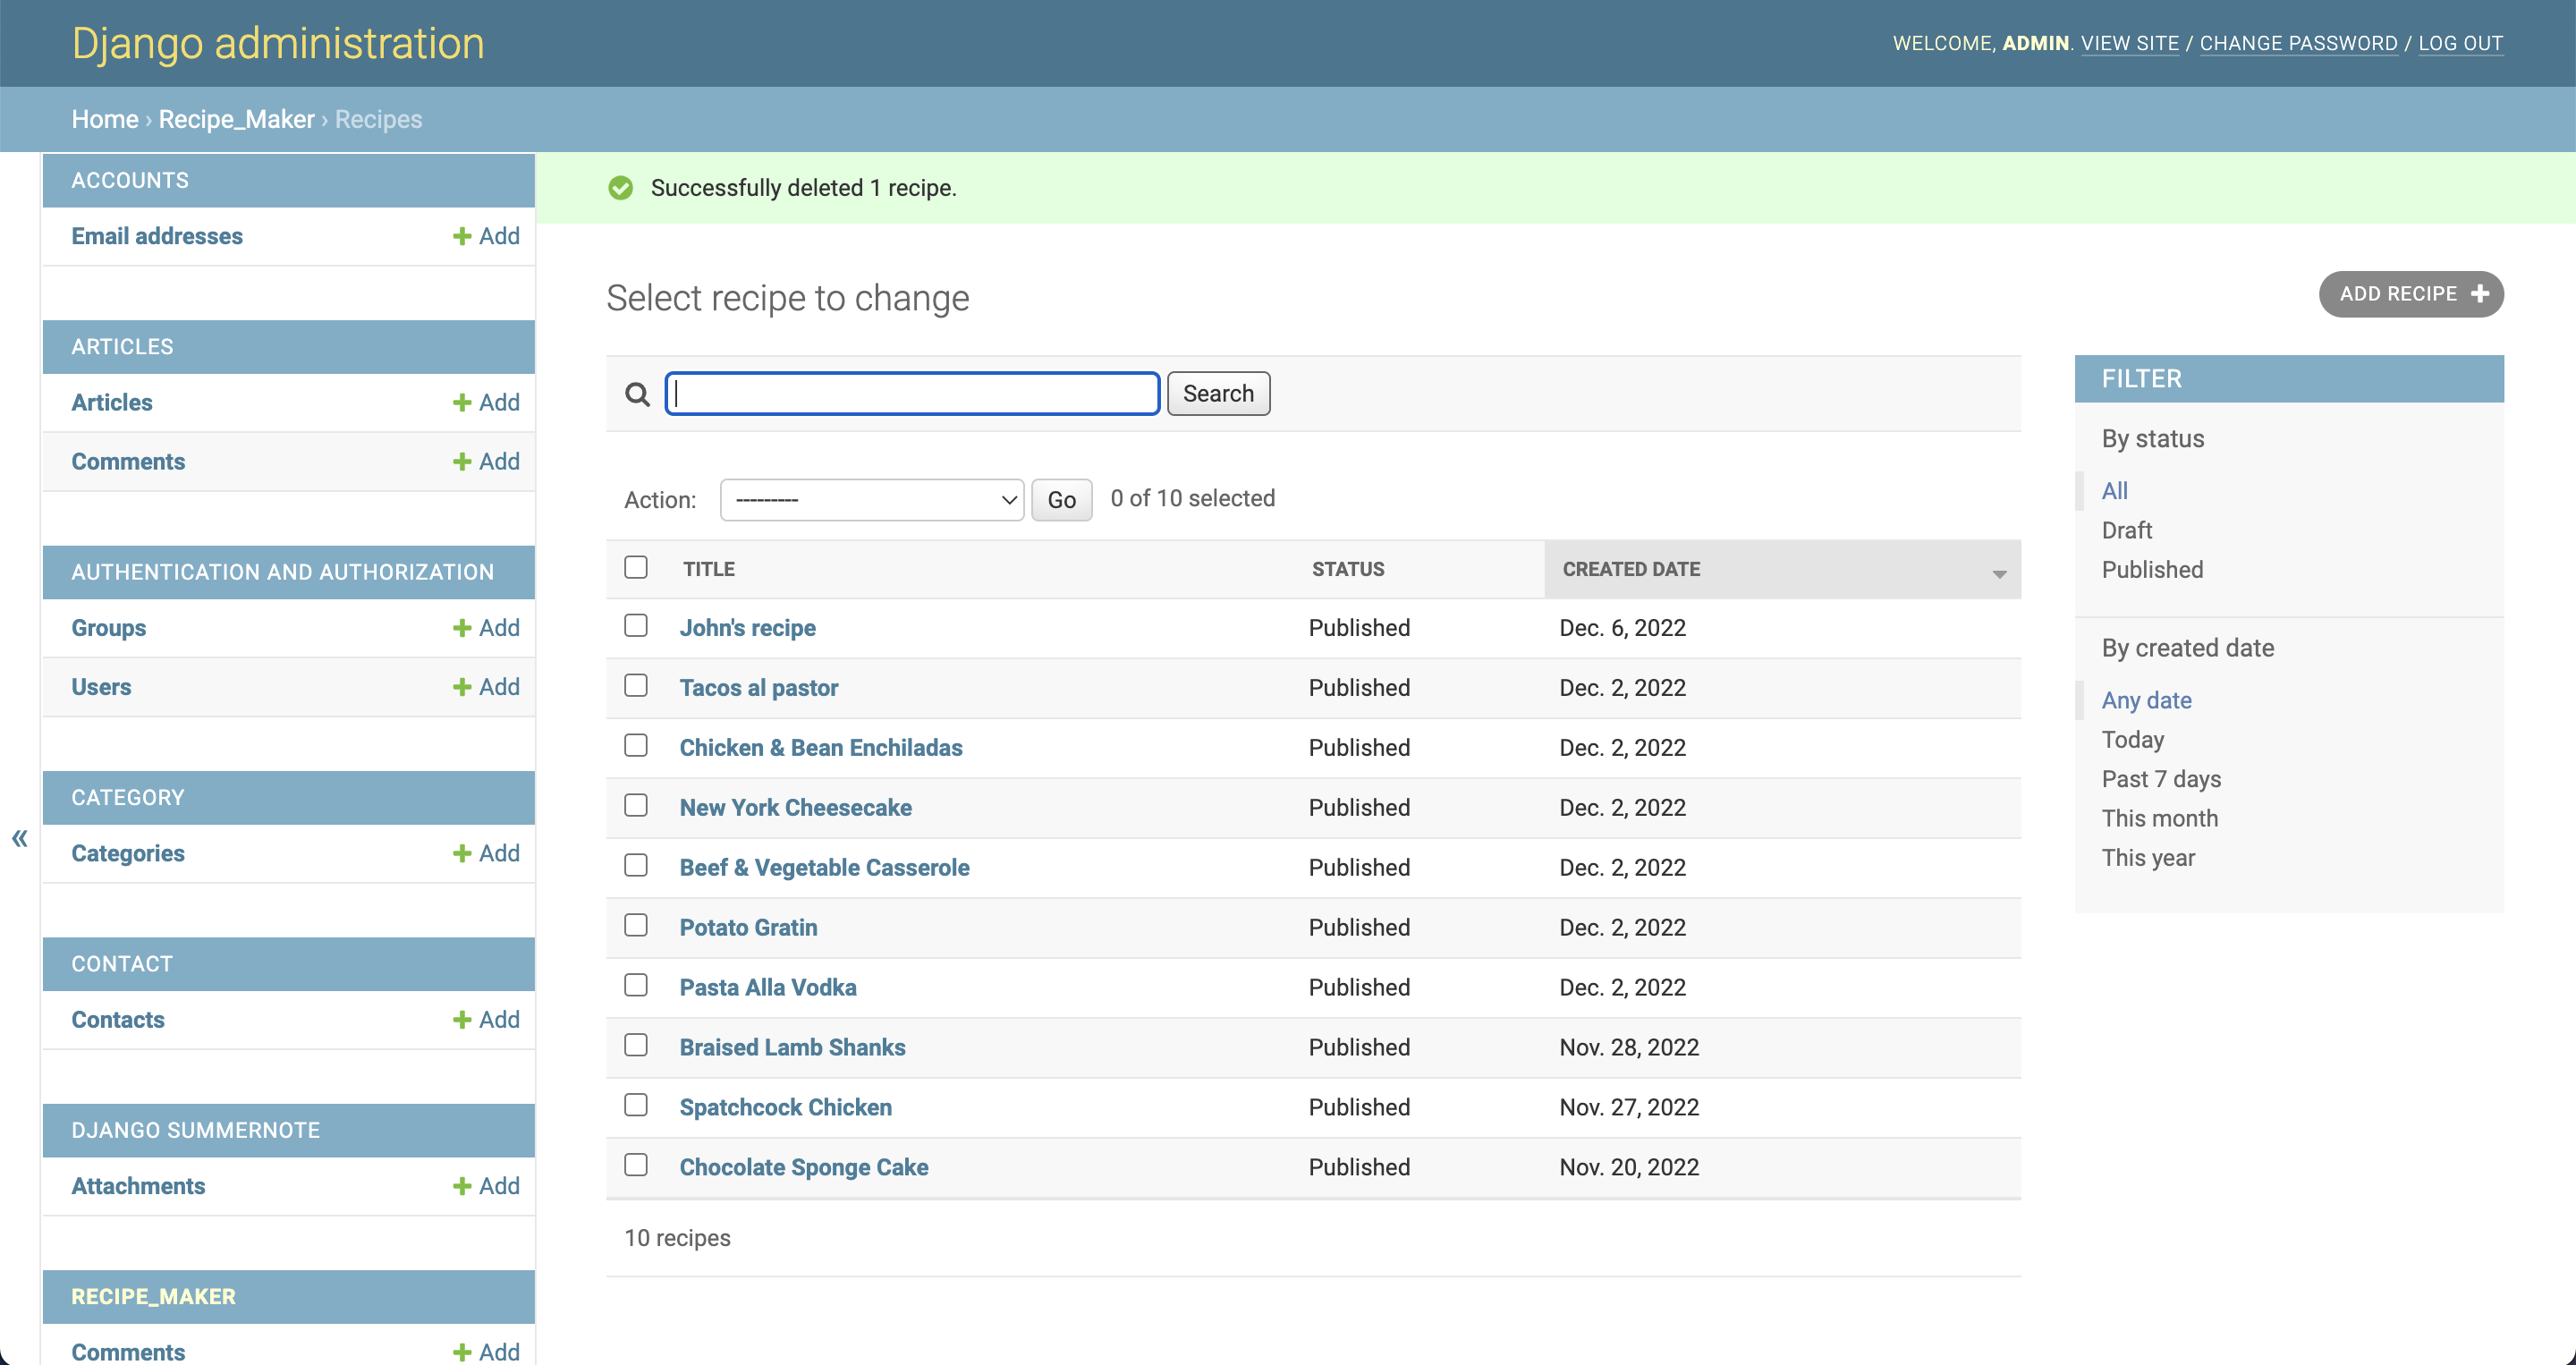 Django administration
WELCOME, ADMIN. VIEW SITE / CHANGE PASSWORD / LOG OUT
Home › Recipe_Maker › Recipes
ACCOUNTS
Email addresses + Add
ARTICLES
Articles + Add
Comments + Add
AUTHENTICATION AND AUTHORIZATION
Groups + Add
Users + Add
CATEGORY
Categories + Add
CONTACT
Contacts + Add
DJANGO SUMMERNOTE
Attachments + Add
RECIPE_MAKER
Comments + Add
«
Successfully deleted 1 recipe.
Select recipe to change
ADD RECIPE +
Search
Action: --------- Go 0 of 10 selected
TITLE STATUS CREATED DATE
John's recipe Published Dec. 6, 2022
Tacos al pastor Published Dec. 2, 2022
Chicken & Bean Enchiladas Published Dec. 2, 2022
New York Cheesecake Published Dec. 2, 2022
Beef & Vegetable Casserole Published Dec. 2, 2022
Potato Gratin Published Dec. 2, 2022
Pasta Alla Vodka Published Dec. 2, 2022
Braised Lamb Shanks Published Nov. 28, 2022
Spatchcock Chicken Published Nov. 27, 2022
Chocolate Sponge Cake Published Nov. 20, 2022
10 recipes
FILTER
By status
All
Draft
Published
By created date
Any date
Today
Past 7 days
This month
This year